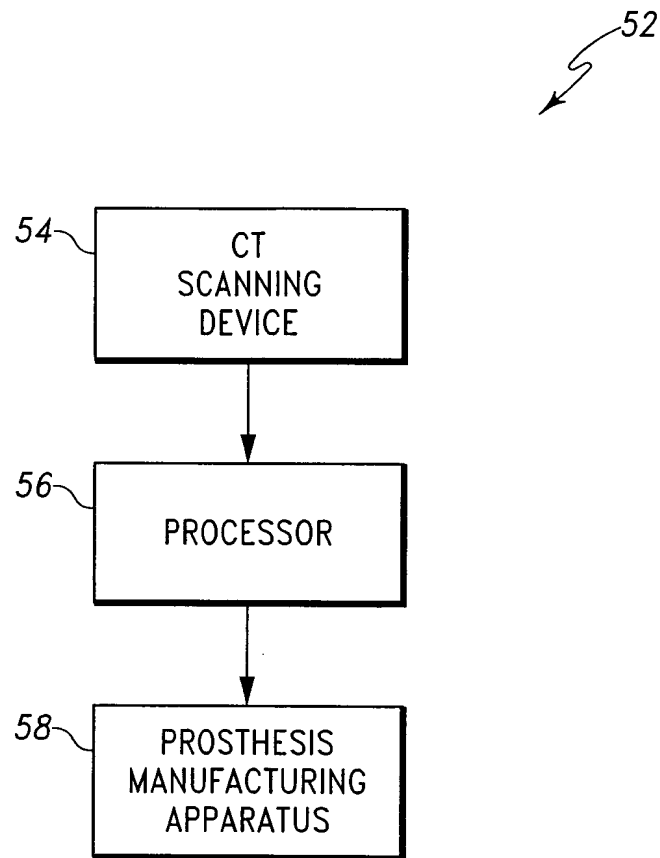 52
54
CT
SCANNING
DEVICE
56
PROCESSOR
58
PROSTHESIS
MANUFACTURING
APPARATUS